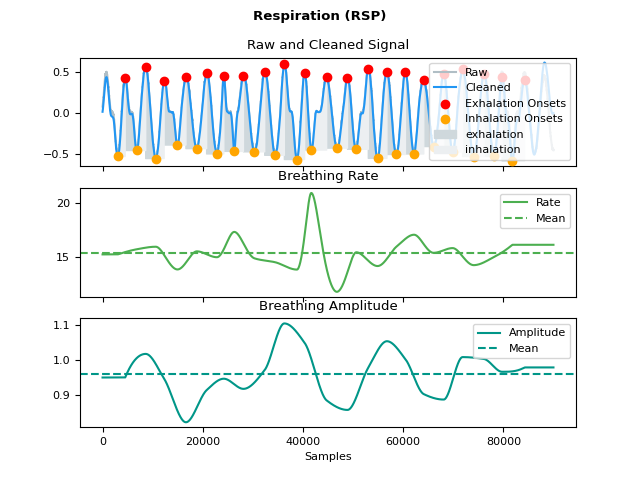 Respiration (RSP)
Raw and Cleaned Signal
0.5
0.0
−0.5
Raw
Cleaned
Exhalation Onsets
Inhalation Onsets
exhalation
inhalation
Breathing Rate
20
15
Rate
Mean
Breathing Amplitude
1.1
1.0
0.9
Amplitude
Mean
0
20000
40000
60000
80000
Samples